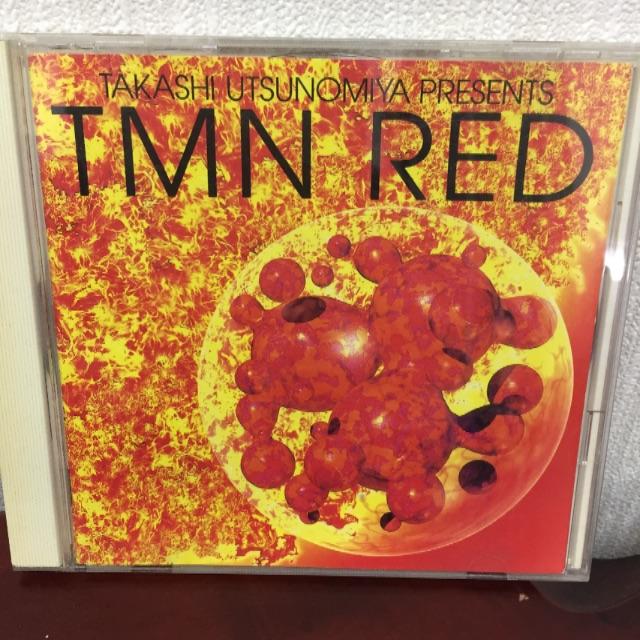 TAKASHI UTSUNOMIYA PRESENTS
TMN RED